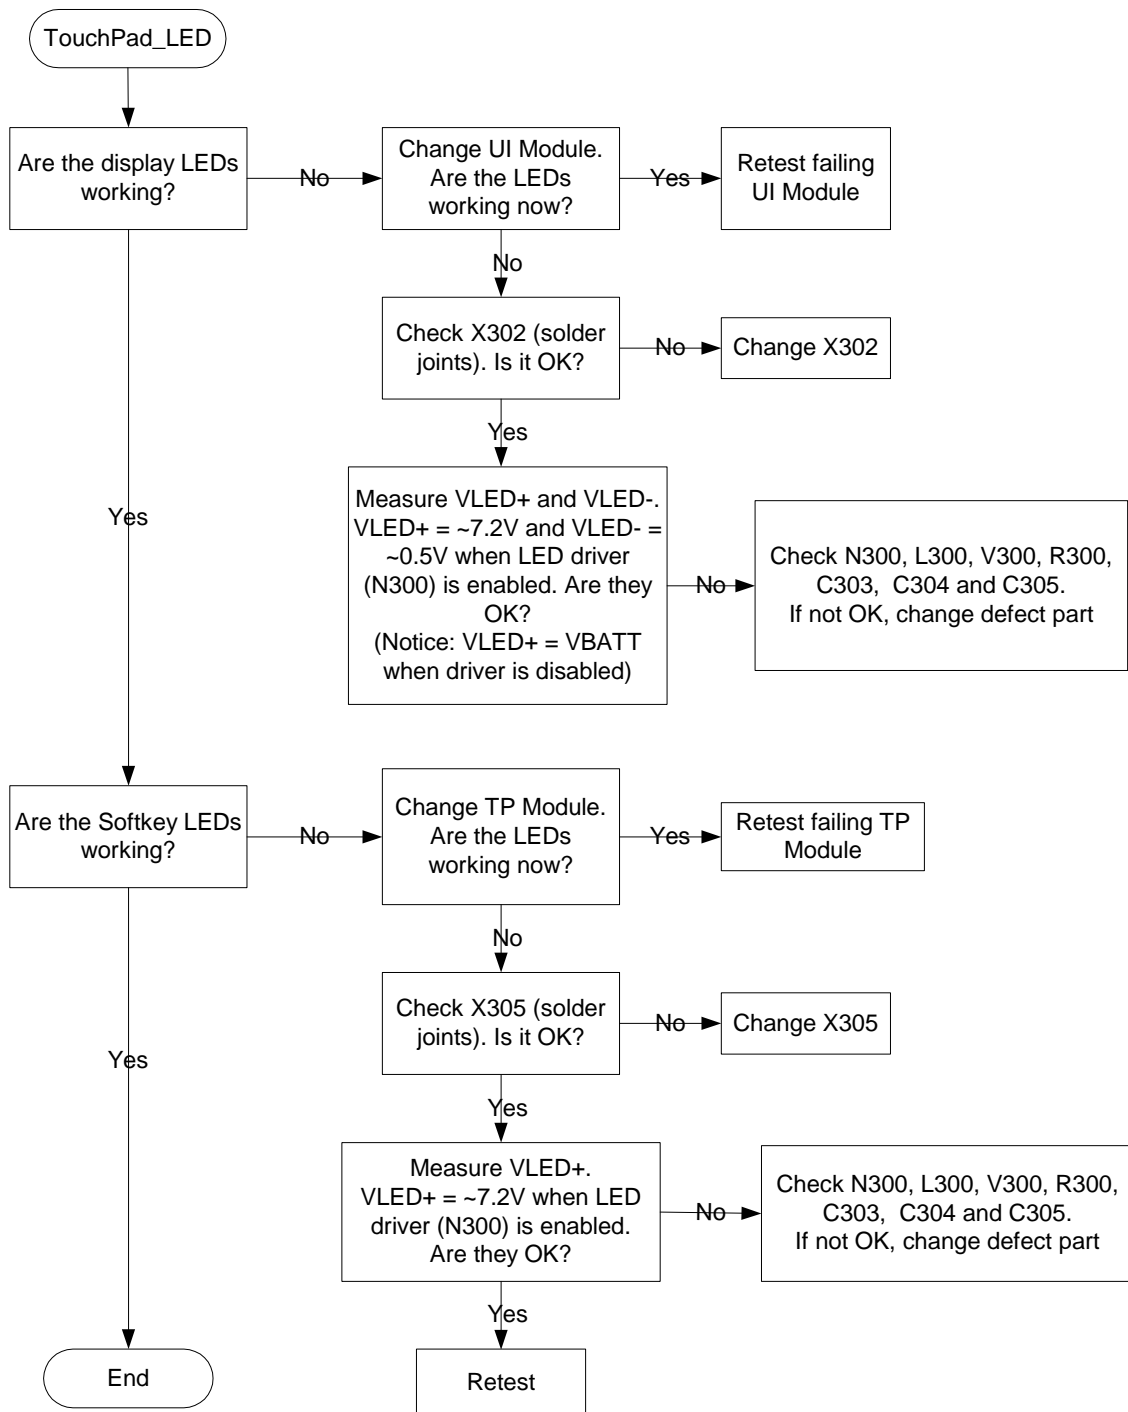 TouchPad_LED
Are the display LEDs
working?
No
Change UI Module.
Are the LEDs
working now?
Yes
Retest failing
UI Module
No
Check X302 (solder
joints). Is it OK?
No
Change X302
Yes
Measure VLED+ and VLED-.
VLED+ = ~7.2V and VLED- =
~0.5V when LED driver
(N300) is enabled. Are they
OK?
(Notice: VLED+ = VBATT
when driver is disabled)
No
Check N300, L300, V300, R300,
C303,  C304 and C305.
If not OK, change defect part
Yes
Are the Softkey LEDs
working?
No
Change TP Module.
Are the LEDs
working now?
Yes
Retest failing TP
Module
No
Check X305 (solder
joints). Is it OK?
No
Change X305
Yes
Measure VLED+.
VLED+ = ~7.2V when LED
driver (N300) is enabled.
Are they OK?
No
Check N300, L300, V300, R300,
C303,  C304 and C305.
If not OK, change defect part
Yes
Retest
Yes
End